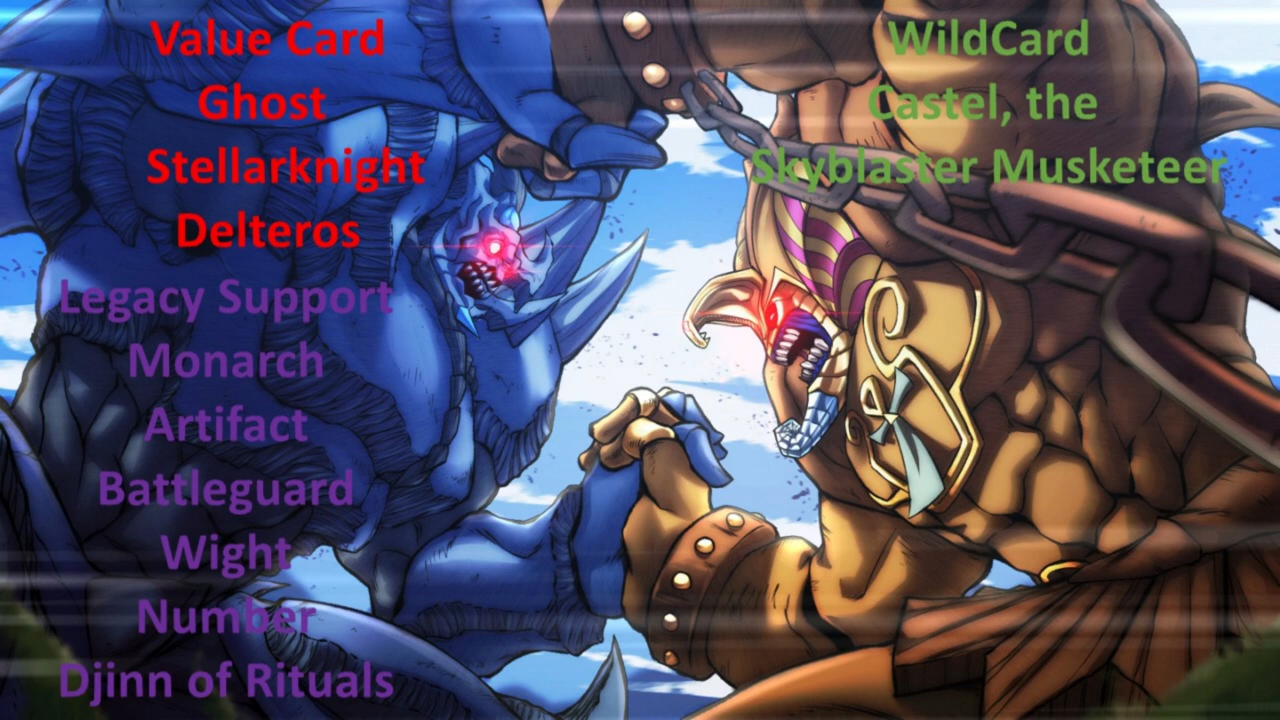 Value Card
Ghost
Stellarknight
Delteros
Legacy Support
Monarch
Artifact
Battleguard
Wight
Number
Djinn of Rituals
WildCard
Castel, the
Skyblaster Musketeer